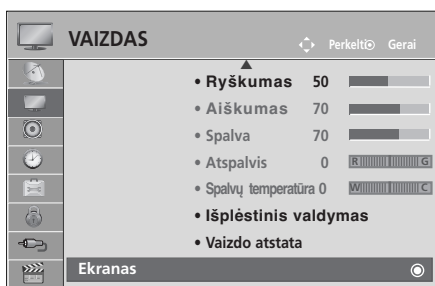 VAIZDAS
Perkelti Gerai
• Ryškumas 50
• Aiškumas 70
• Spalva 70
• Atspalvis 0 R G
• Spalvų temperatūra 0 W C
• Išplėstinis valdymas
• Vaizdo atstata
Ekranas